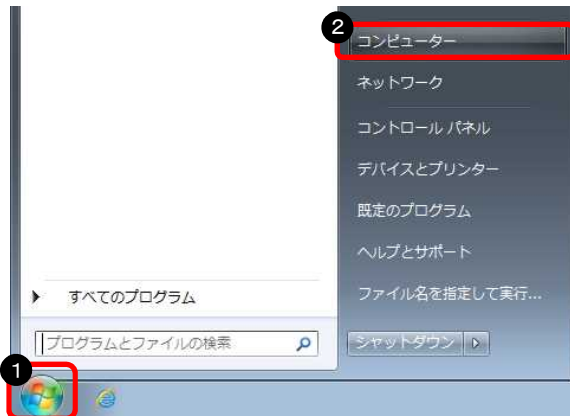 2
コンピューター
ネットワーク
コントロール パネル
デバイスとプリンター
既定のプログラム
ヘルプとサポート
ファイル名を指定して実行...
すべてのプログラム
プログラムとファイルの検索
シャットダウン
1